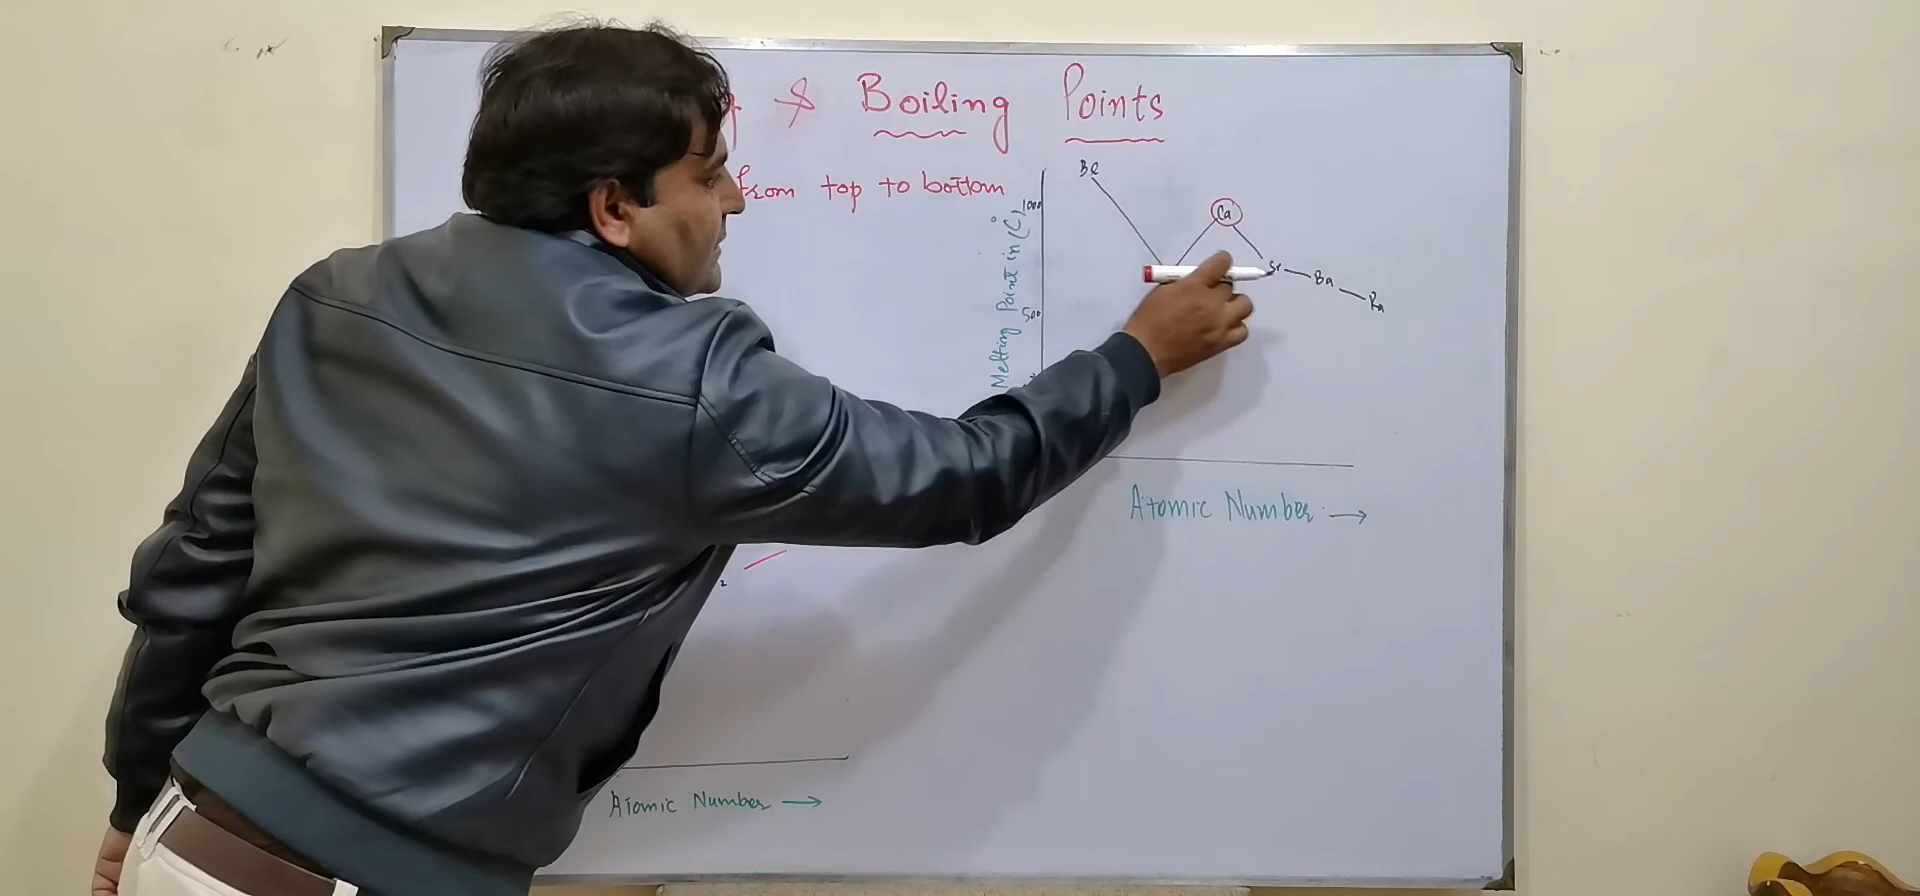 & Boiling Points
from top to bottom
Be
1000
Ca
Melting Point in (C°)
Sr
Ba
Ra
500
Atomic Number →
2
Atomic Number →